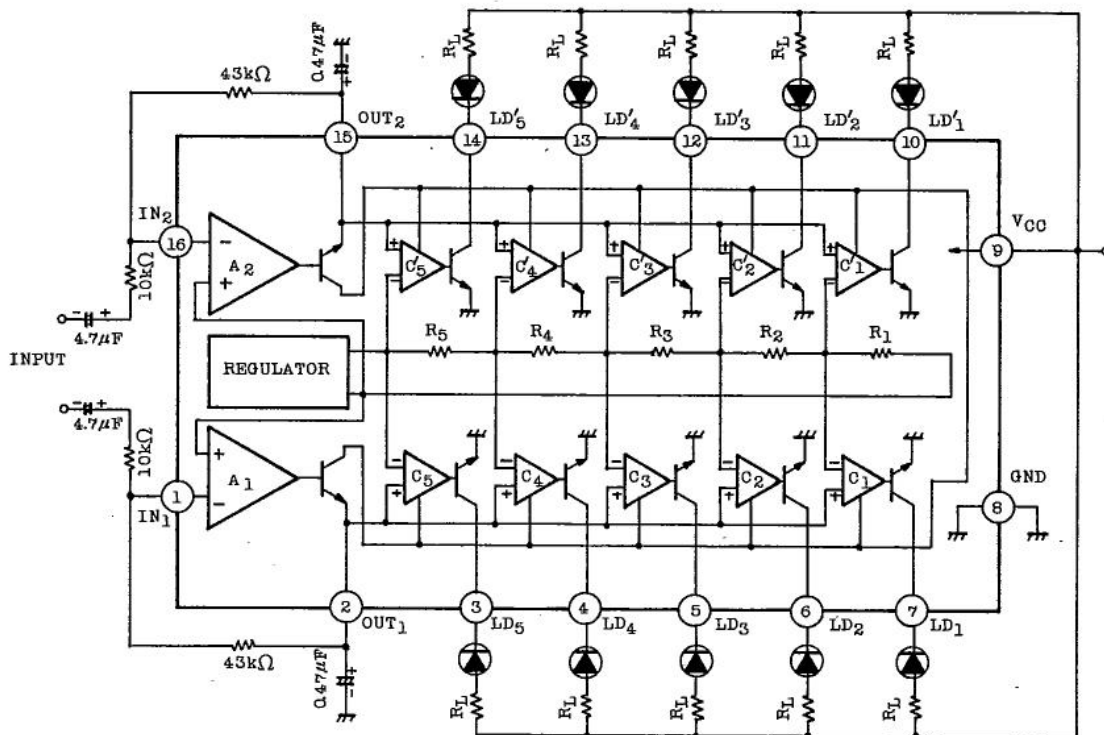 R_L R_L R_L R_L R_L
0.47μF
- +
43kΩ
OUT₂ LD'₅ LD'₄ LD'₃ LD'₂ LD'₁
15 14 13 12 11 10
IN₂
16
- A₂ +
C'₅ C'₄ C'₃ C'₂ C'₁
+ - + - + - + - + -
V_CC
9
10kΩ
- +
4.7μF
INPUT
REGULATOR
R₅ R₄ R₃ R₂ R₁
- +
4.7μF
10kΩ
+ A₁ -
- + - + - + - + - +
C₅ C₄ C₃ C₂ C₁
1
IN₁
GND
8
2 3 4 5 6 7
OUT₁ LD₅ LD₄ LD₃ LD₂ LD₁
43kΩ
0.47μF
- +
R_L R_L R_L R_L R_L